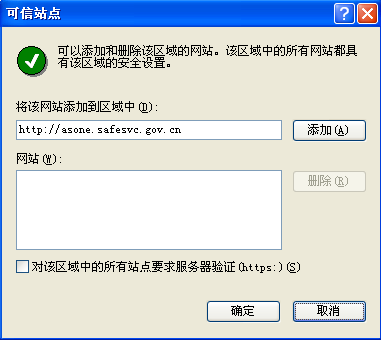 可信站点
可以添加和删除该区域的网站。该区域中的所有网站都具
有该区域的安全设置。
将该网站添加到区域中(D):
http://asone.safesvc.gov.cn
添加(A)
网站(W):
删除(R)
对该区域中的所有站点要求服务器验证(https:)(S)
确定
取消